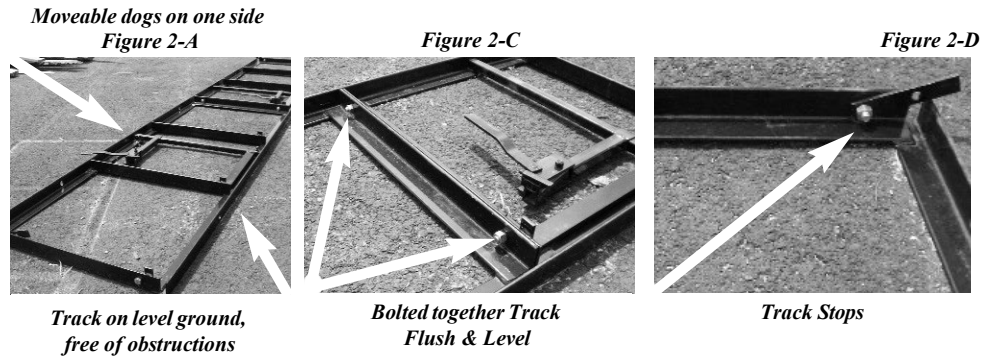 Moveable dogs on one side
Figure 2-A
Figure 2-C
Figure 2-D
Track on level ground,
free of obstructions
Bolted together Track
Flush & Level
Track Stops